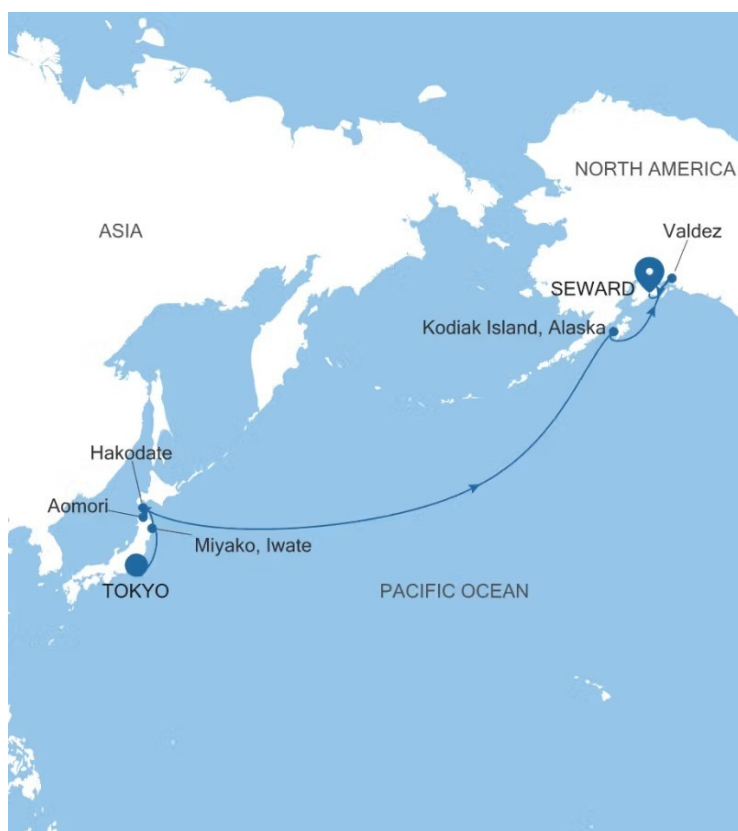 NORTH AMERICA
ASIA
Valdez
SEWARD
Kodiak Island, Alaska
Hakodate
Aomori
Miyako, Iwate
TOKYO
PACIFIC OCEAN